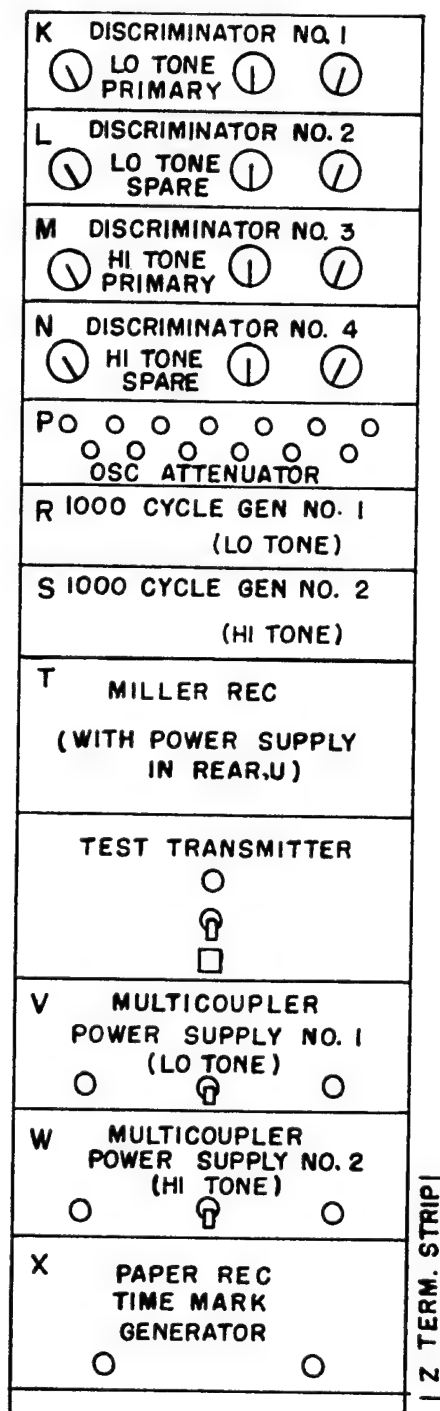 K DISCRIMINATOR NO. 1
LO TONE
PRIMARY
L DISCRIMINATOR NO. 2
LO TONE
SPARE
M DISCRIMINATOR NO. 3
HI TONE
PRIMARY
N DISCRIMINATOR NO. 4
HI TONE
SPARE
P
OSC ATTENUATOR
R 1000 CYCLE GEN NO. 1
(LO TONE)
S 1000 CYCLE GEN NO. 2
(HI TONE)
T
MILLER REC
(WITH POWER SUPPLY
IN REAR,U)
TEST TRANSMITTER
V MULTICOUPLER
POWER SUPPLY NO. 1
(LO TONE)
W MULTICOUPLER
POWER SUPPLY NO. 2
(HI TONE)
X PAPER REC
TIME MARK
GENERATOR
Z TERM. STRIP